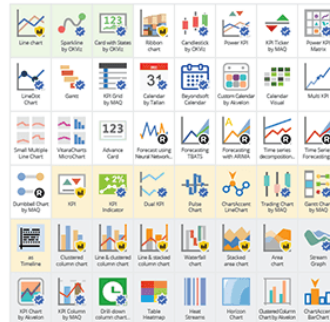 Line chart
Sparkline
by OKViz
Card with States
by OKViz
Ribbon
chart
Candlestick
by OKViz
Power KPI
KPI Ticker
by MAQ
Power KPI
Matrix
LineDot
Chart
Gantt
KPI Grid
by MAQ
Calendar
by Tallan
Beyondsoft
Calendar
Custom Calendar
by Akvelon
Calendar
Visual
Multi KPI
Small Multiple
Line Chart
VitaraCharts
MicroChart
Advance
Card
Forecast using
Neural Network...
Forecasting
TBATS
Forecasting
with ARIMA
Time series
decomposition...
Time Series
Forecasting
Dumbbell Chart
by MAQ
KPI
KPI
Indicator
Dual KPI
Pulse
Chart
ChartAccent
LineChart
Trading Chart
by MAQ
Gantt Chart
by MAQ
as
Timeline
Clustered
column chart
Line & clustered
column chart
Line & stacked
column chart
Waterfall
chart
Stacked
area chart
Area
chart
Stream
Graph
KPI Chart
by Akvelon
KPI Column
by MAQ
Drill-down
column chart...
Table
Heatmap
Heat
Streams
Horizon
Chart
Clustered Column
Chart by Akvelon
ChartAccent
BarChart